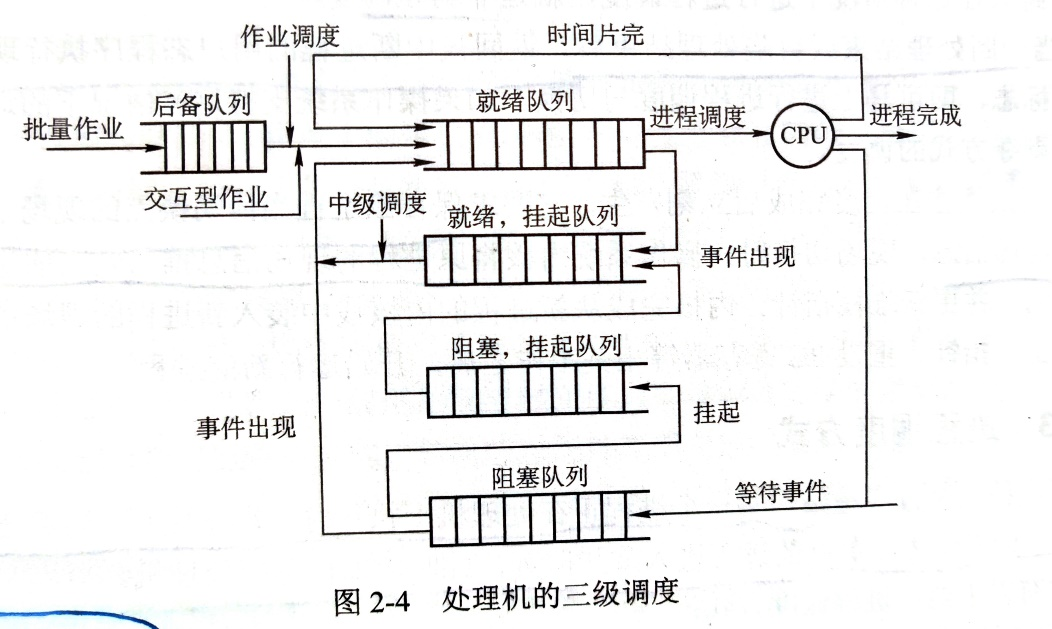 作业调度
时间片完
后备队列
就绪队列
批量作业
进程调度
CPU
进程完成
交互型作业
中级调度
就绪，挂起队列
事件出现
阻塞，挂起队列
挂起
事件出现
阻塞队列
等待事件
图 2-4 处理机的三级调度